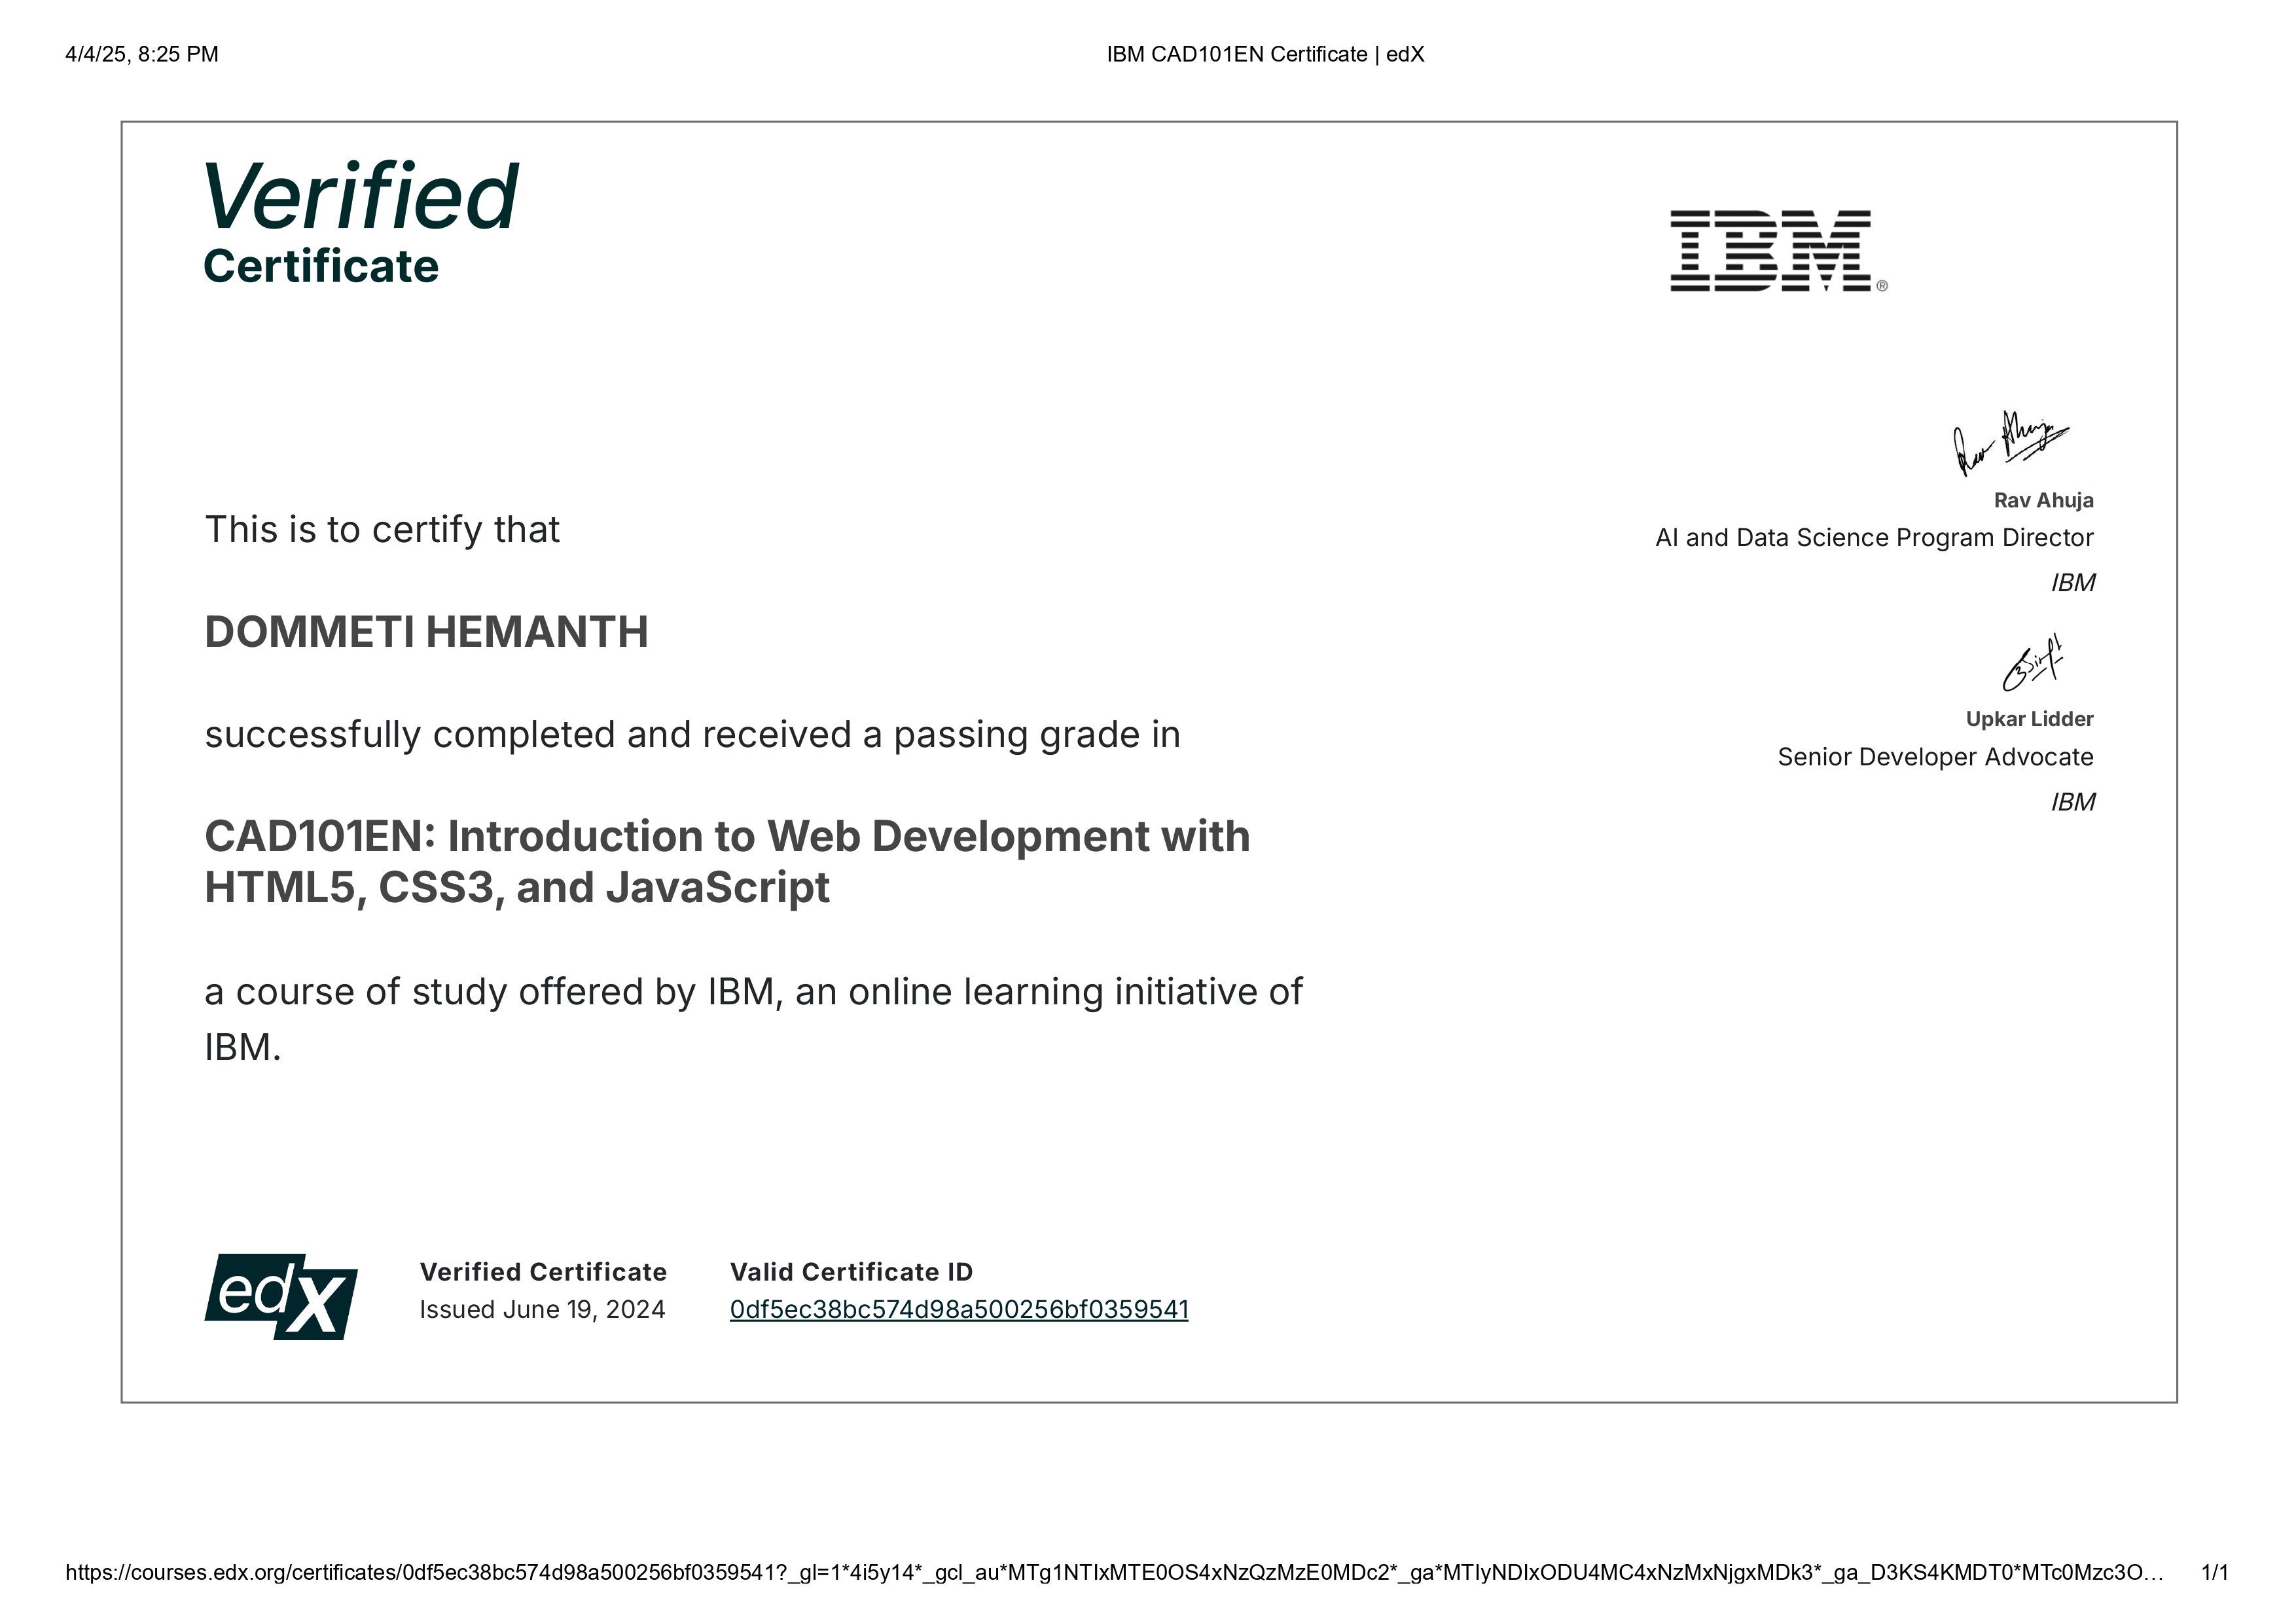 4/4/25, 8:25 PM
IBM CAD101EN Certificate | edX
Verified
Certificate
IBM®
This is to certify that
DOMMETI HEMANTH
successfully completed and received a passing grade in
CAD101EN: Introduction to Web Development with
HTML5, CSS3, and JavaScript
a course of study offered by IBM, an online learning initiative of
IBM.
Rav Ahuja
Rav Ahuja
AI and Data Science Program Director
IBM
Upkar Lidder
Senior Developer Advocate
IBM
edX
Verified Certificate
Issued June 19, 2024
Valid Certificate ID
0df5ec38bc574d98a500256bf0359541
https://courses.edx.org/certificates/0df5ec38bc574d98a500256bf0359541?_gl=1*4i5y14*_gcl_au*MTg1NTIxMTE0OS4xNzQzMzE0MDc2*_ga*MTIyNDIxODU4MC4xNzMxNjgxMDk3*_ga_D3KS4KMDT0*MTc0Mzc3O…
1/1